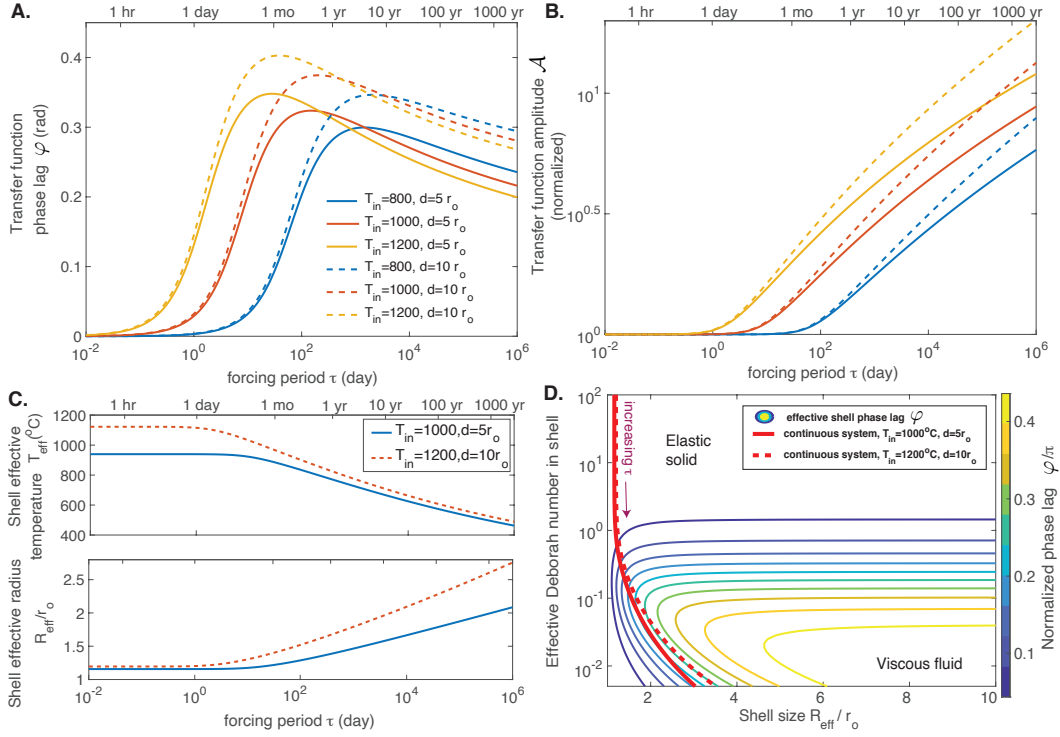 A.
1 hr 1 day 1 mo 1 yr 10 yr 100 yr 1000 yr
Transfer function
phase lag φ (rad)
0.4
0.3
0.2
0.1
0
T_in=800, d=5 r_o
T_in=1000, d=5 r_o
T_in=1200, d=5 r_o
T_in=800, d=10 r_o
T_in=1000, d=10 r_o
T_in=1200, d=10 r_o
10^-2 10^0 10^2 10^4 10^6
forcing period τ (day)
B.
1 hr 1 day 1 mo 1 yr 10 yr 100 yr 1000 yr
Transfer function amplitude 𝒜
(normalized)
10^1
10^0.5
10^0
10^-2 10^0 10^2 10^4 10^6
forcing period τ (day)
C.
1 hr 1 day 1 mo 1 yr 10 yr 100 yr 1000 yr
Shell effective
temperature T_eff(°C)
1200
1000
800
600
400
T_in=1000,d=5r_o
T_in=1200,d=10r_o
Shell effective radius
R_eff/r_o
2.5
2
1.5
1
10^-2 10^0 10^2 10^4 10^6
forcing period τ (day)
D.
Effective Deborah number in shell
10^2
10^1
10^0
10^-1
10^-2
increasing τ
Elastic
solid
effective shell phase lag φ
continuous system, T_in=1000°C, d=5r_o
continuous system, T_in=1200°C, d=10r_o
Viscous fluid
2 4 6 8 10
Shell size R_eff/r_o
0.4
0.3
0.2
0.1
Normalized phase lag φ/π